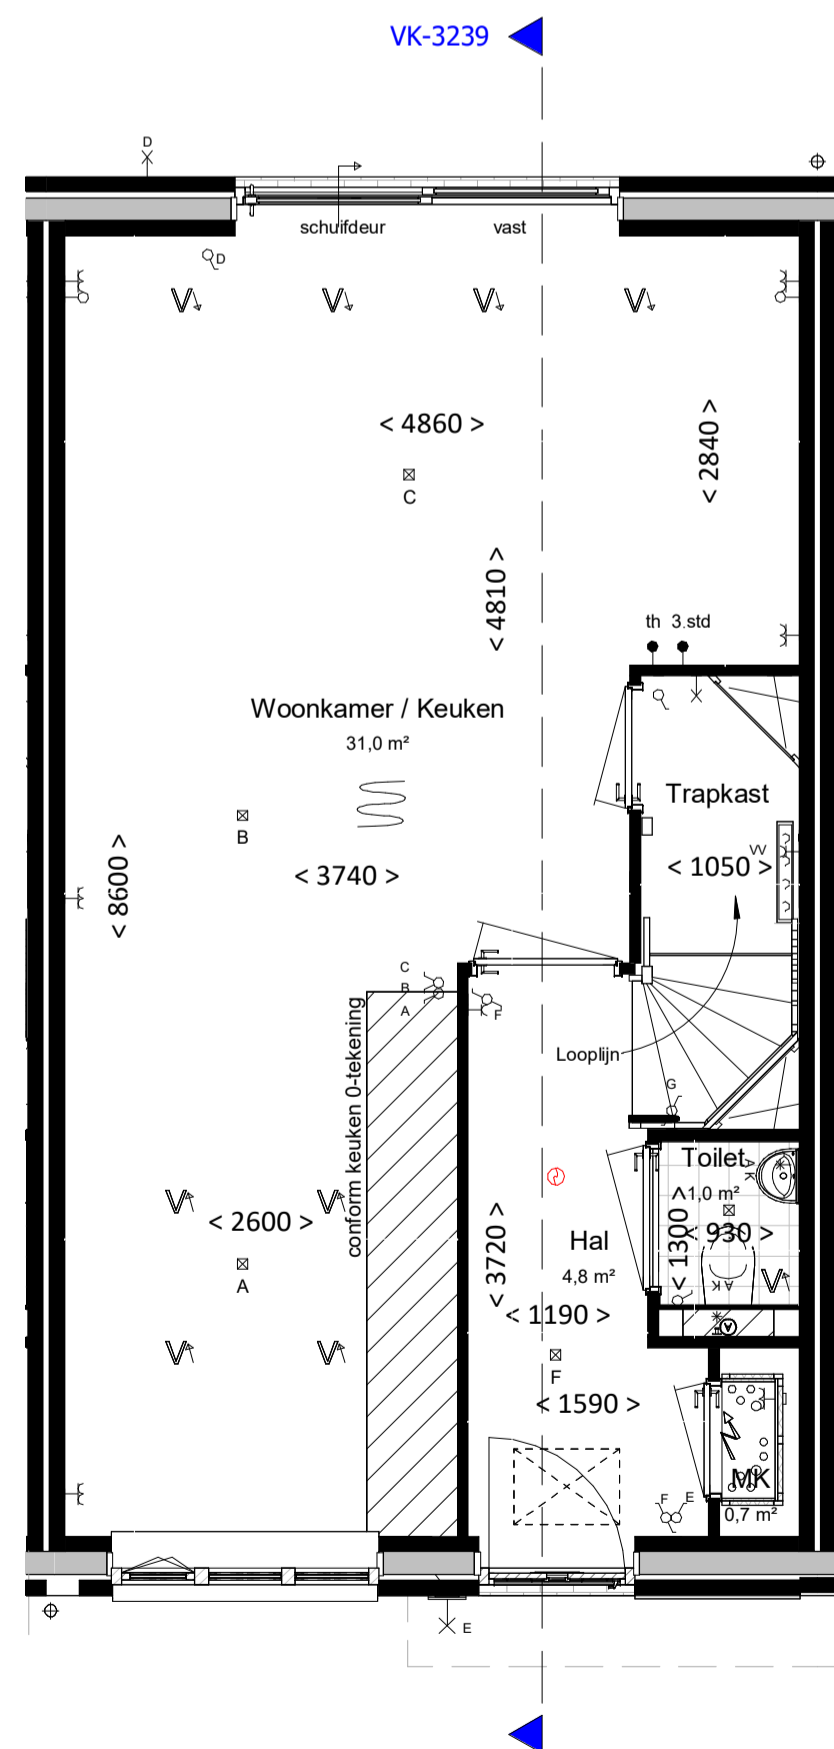 VK-3239
D
schuifdeur
vast
D
< 4860 >
< 2840 >
C
< 4810 >
th 3.std
Woonkamer / Keuken
31,0 m²
Trapkast
B
< 3740 >
< 1050 >
< 8600 >
C
B
A
F
conform keuken 0-tekening
Looplijn
G
Toilet
1,0 m²
AK
< 2600 >
< 3720 >
Hal
4,8 m²
< 1300 >
< 930 >
AK
A
< 1190 >
F
< 1590 >
MK
0,7 m²
F
E
E